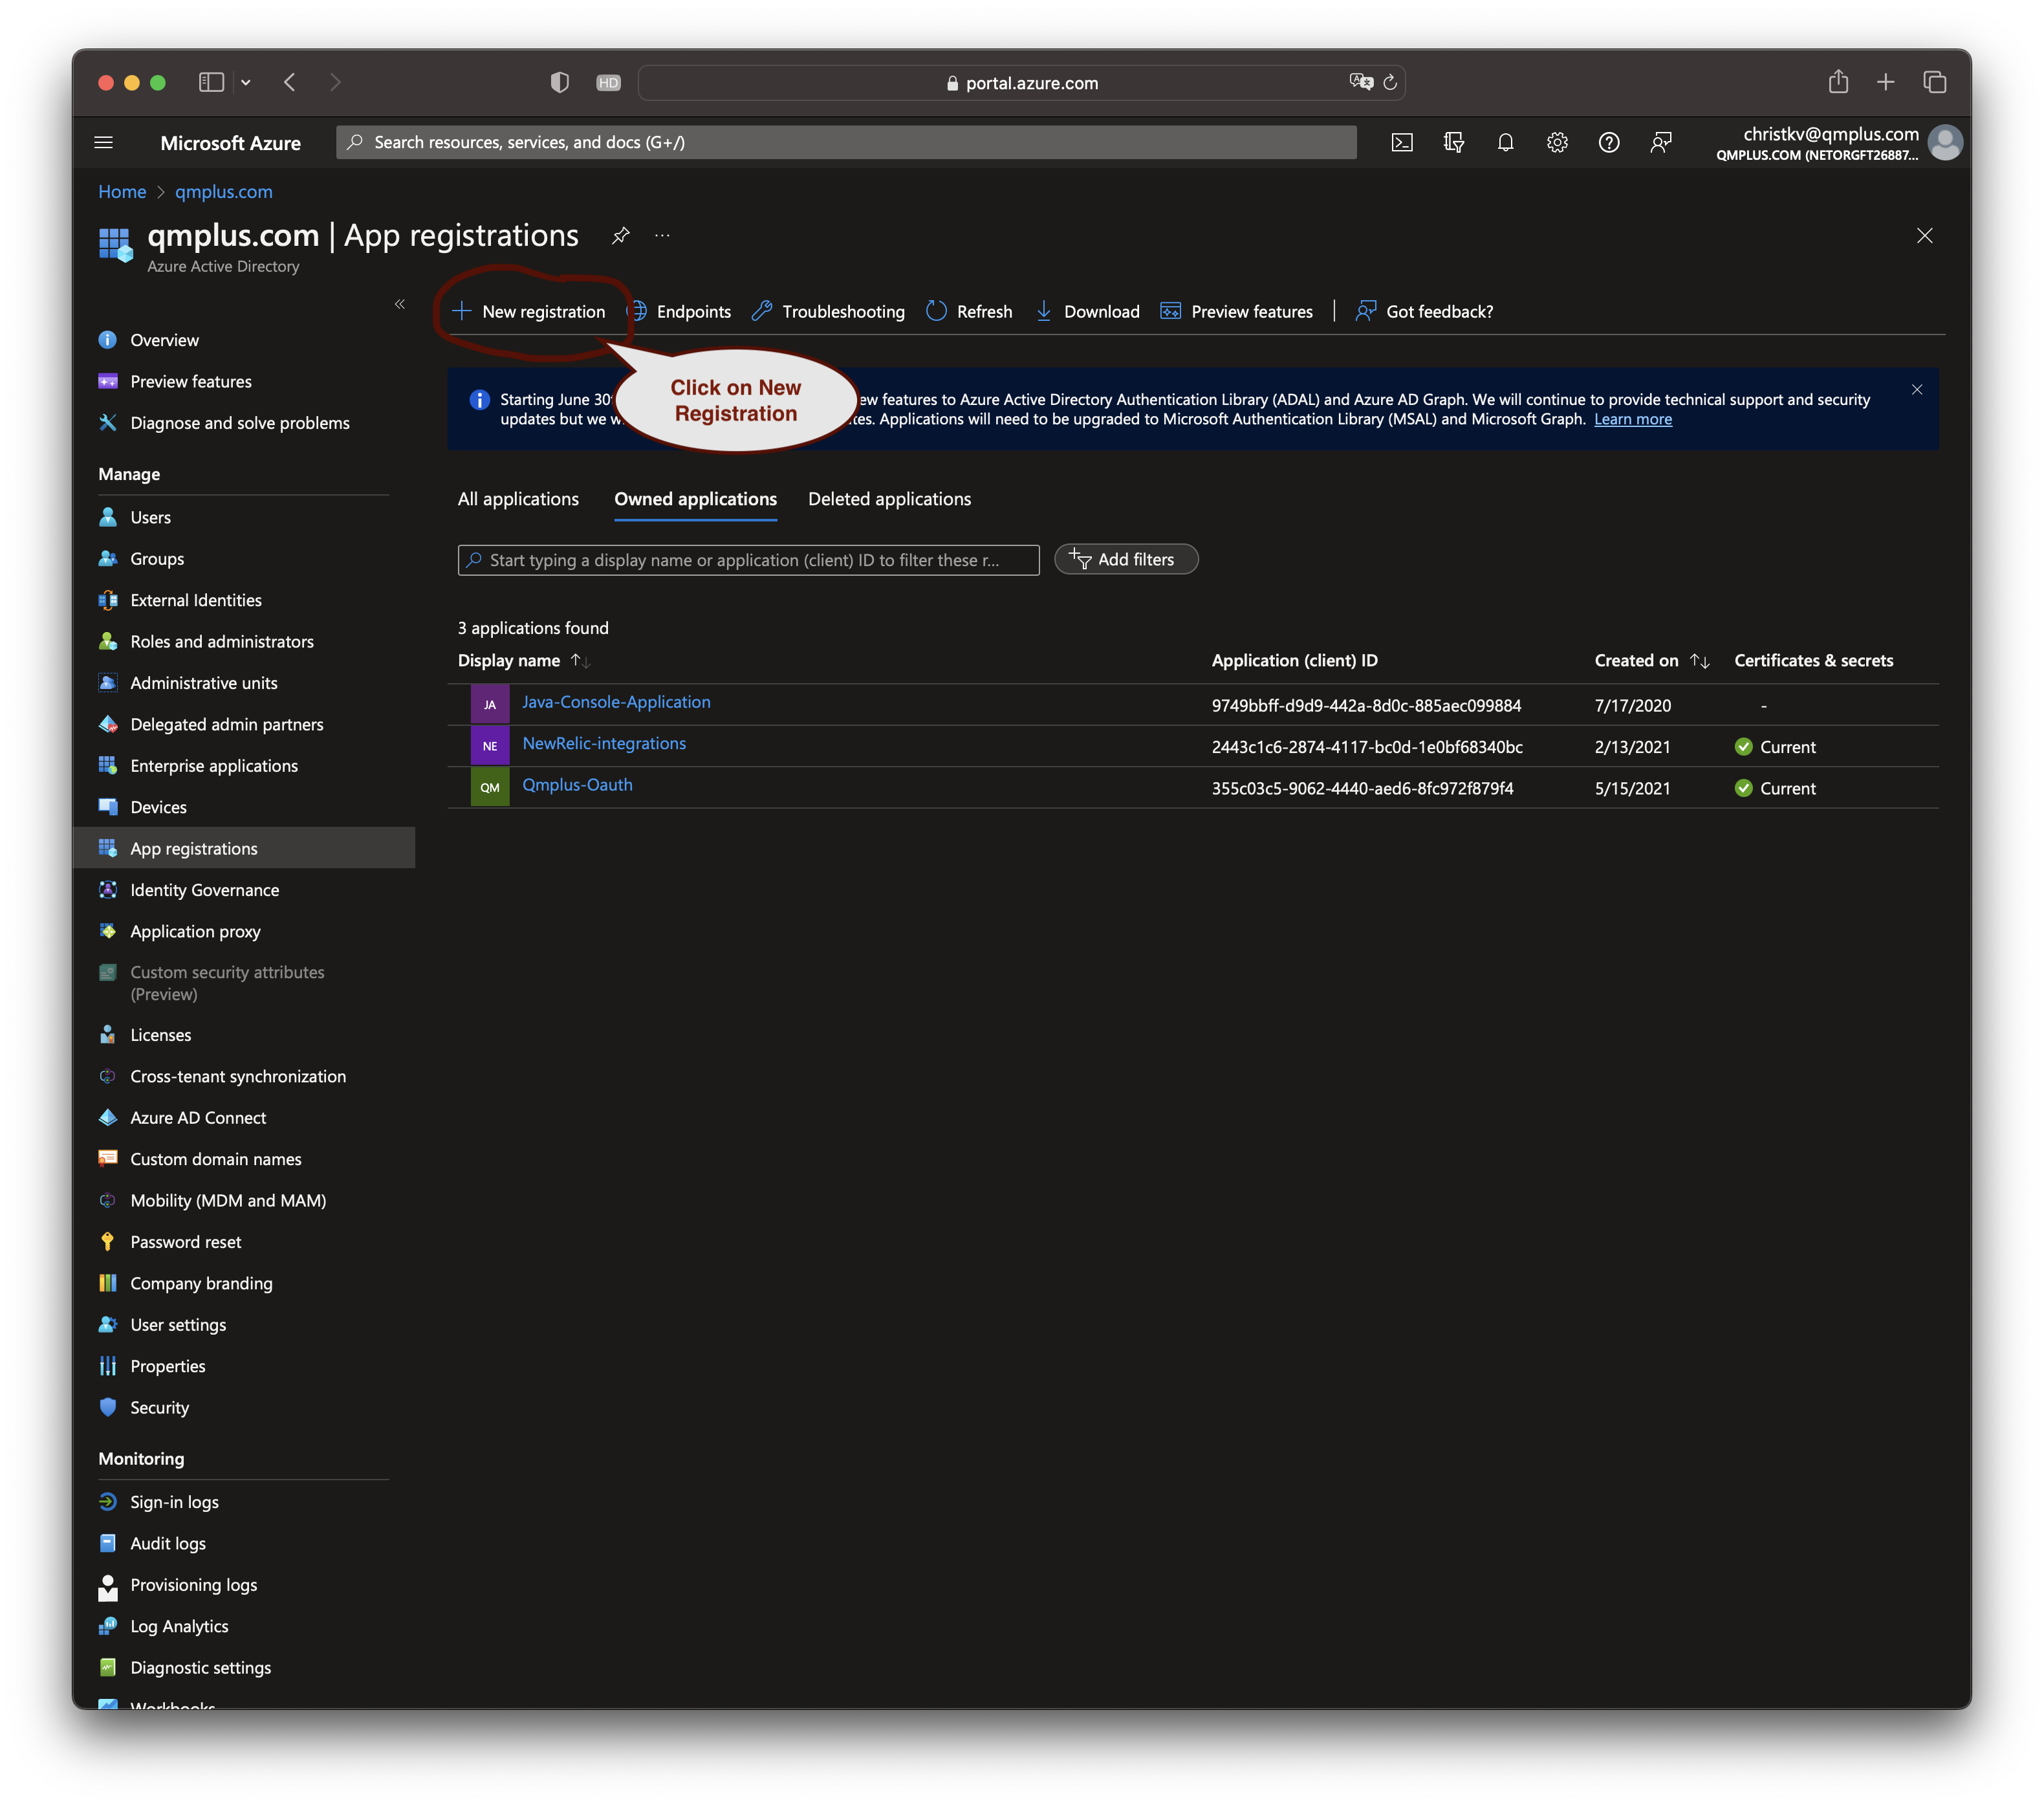 HD
portal.azure.com
Microsoft Azure
Search resources, services, and docs (G+/)
christkv@qmplus.com
QMPLUS.COM (NETORGFT26887...
Home > qmplus.com
qmplus.com | App registrations
Azure Active Directory
New registration
Endpoints
Troubleshooting
Refresh
Download
Preview features
Got feedback?
Click on New
Registration
Starting June 30 ew features to Azure Active Directory Authentication Library (ADAL) and Azure AD Graph. We will continue to provide technical support and security
updates but we w tes. Applications will need to be upgraded to Microsoft Authentication Library (MSAL) and Microsoft Graph. Learn more
Overview
Preview features
Diagnose and solve problems
Manage
Users
Groups
External Identities
Roles and administrators
Administrative units
Delegated admin partners
Enterprise applications
Devices
App registrations
Identity Governance
Application proxy
Custom security attributes
(Preview)
Licenses
Cross-tenant synchronization
Azure AD Connect
Custom domain names
Mobility (MDM and MAM)
Password reset
Company branding
User settings
Properties
Security
Monitoring
Sign-in logs
Audit logs
Provisioning logs
Log Analytics
Diagnostic settings
Workbooks
All applications
Owned applications
Deleted applications
Start typing a display name or application (client) ID to filter these r...
Add filters
3 applications found
Display name Application (client) ID Created on Certificates & secrets
JA Java-Console-Application 9749bbff-d9d9-442a-8d0c-885aec099884 7/17/2020 -
NE NewRelic-integrations 2443c1c6-2874-4117-bc0d-1e0bf68340bc 2/13/2021 Current
QM Qmplus-Oauth 355c03c5-9062-4440-aed6-8fc972f879f4 5/15/2021 Current